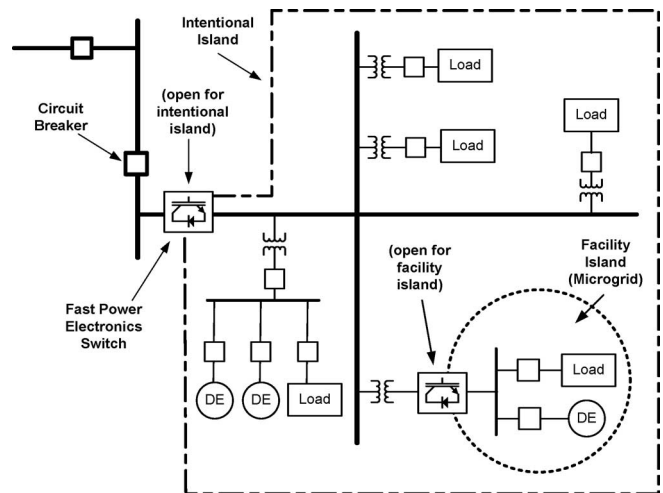 Intentional
Island
(open for
intentional
island)
Circuit
Breaker
Fast Power
Electronics
Switch
Load
Load
Load
(open for
facility
island)
Facility
Island
(Microgrid)
DE
DE
Load
Load
DE